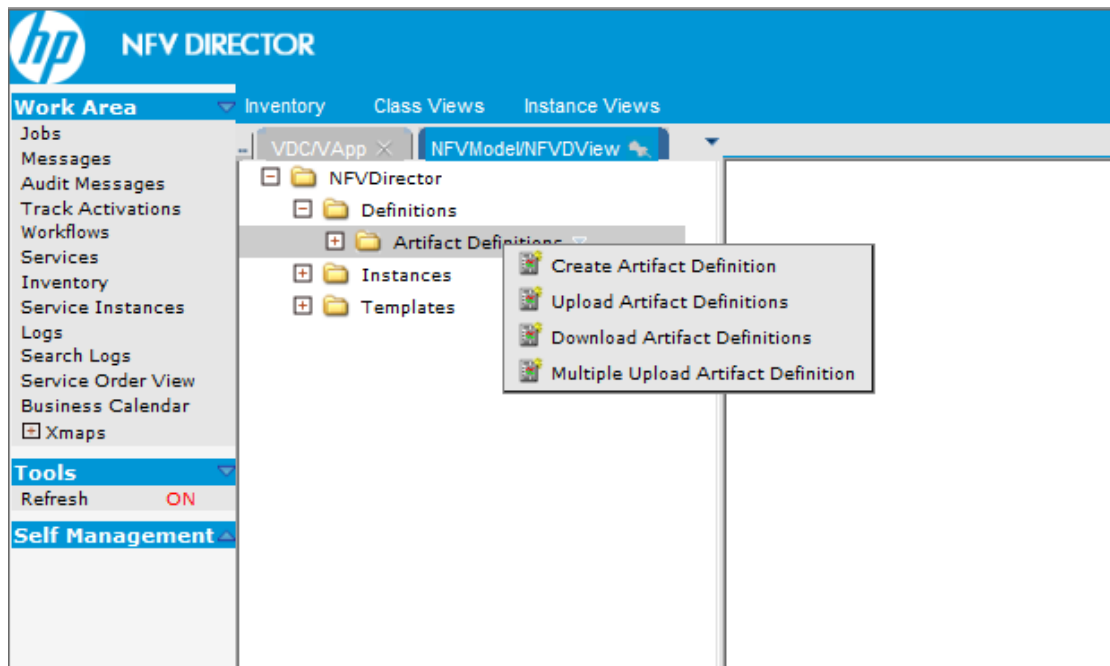 hp NFV DIRECTOR
Work Area
Jobs
Messages
Audit Messages
Track Activations
Workflows
Services
Inventory
Service Instances
Logs
Search Logs
Service Order View
Business Calendar
Xmaps
Tools
Refresh ON
Self Management
Inventory Class Views Instance Views
VDC/VApp NFVModel/NFVDView
NFVDirector
Definitions
Artifact Definitions
Instances
Templates
Create Artifact Definition
Upload Artifact Definitions
Download Artifact Definitions
Multiple Upload Artifact Definition